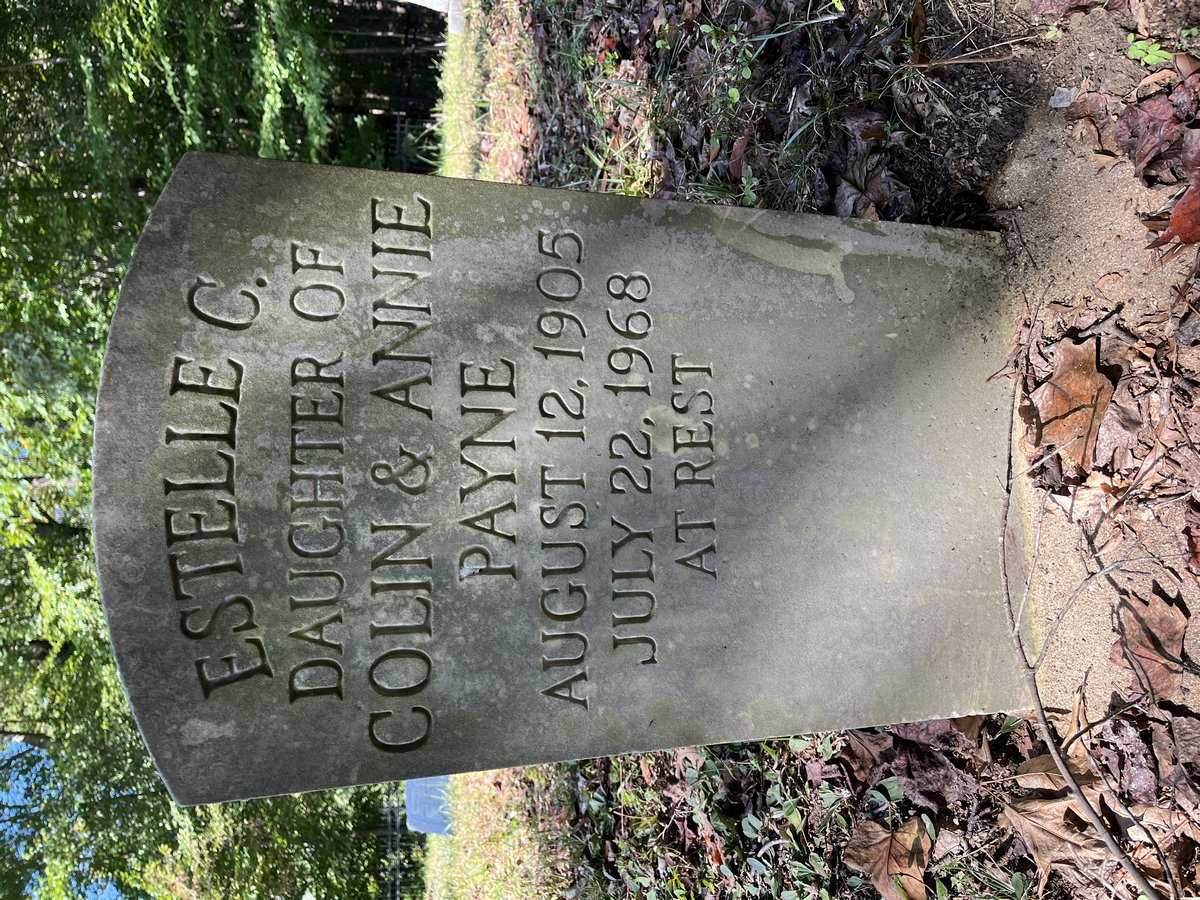 ESTELLE C.
DAUGHTER OF
COLIN & ANNIE
PAYNE
AUGUST 12, 1905
JULY 22, 1968
AT REST